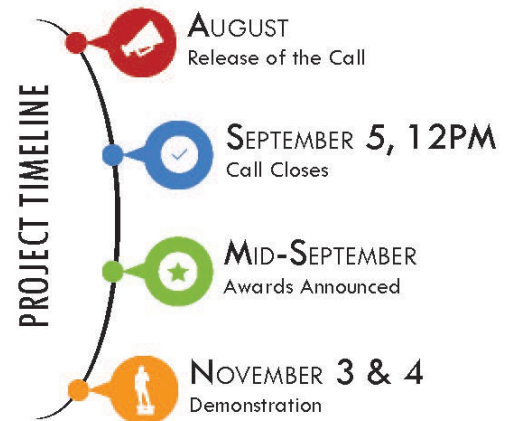 PROJECT TIMELINE
AUGUST
Release of the Call
SEPTEMBER 5, 12PM
Call Closes
MID-SEPTEMBER
Awards Announced
NOVEMBER 3 & 4
Demonstration